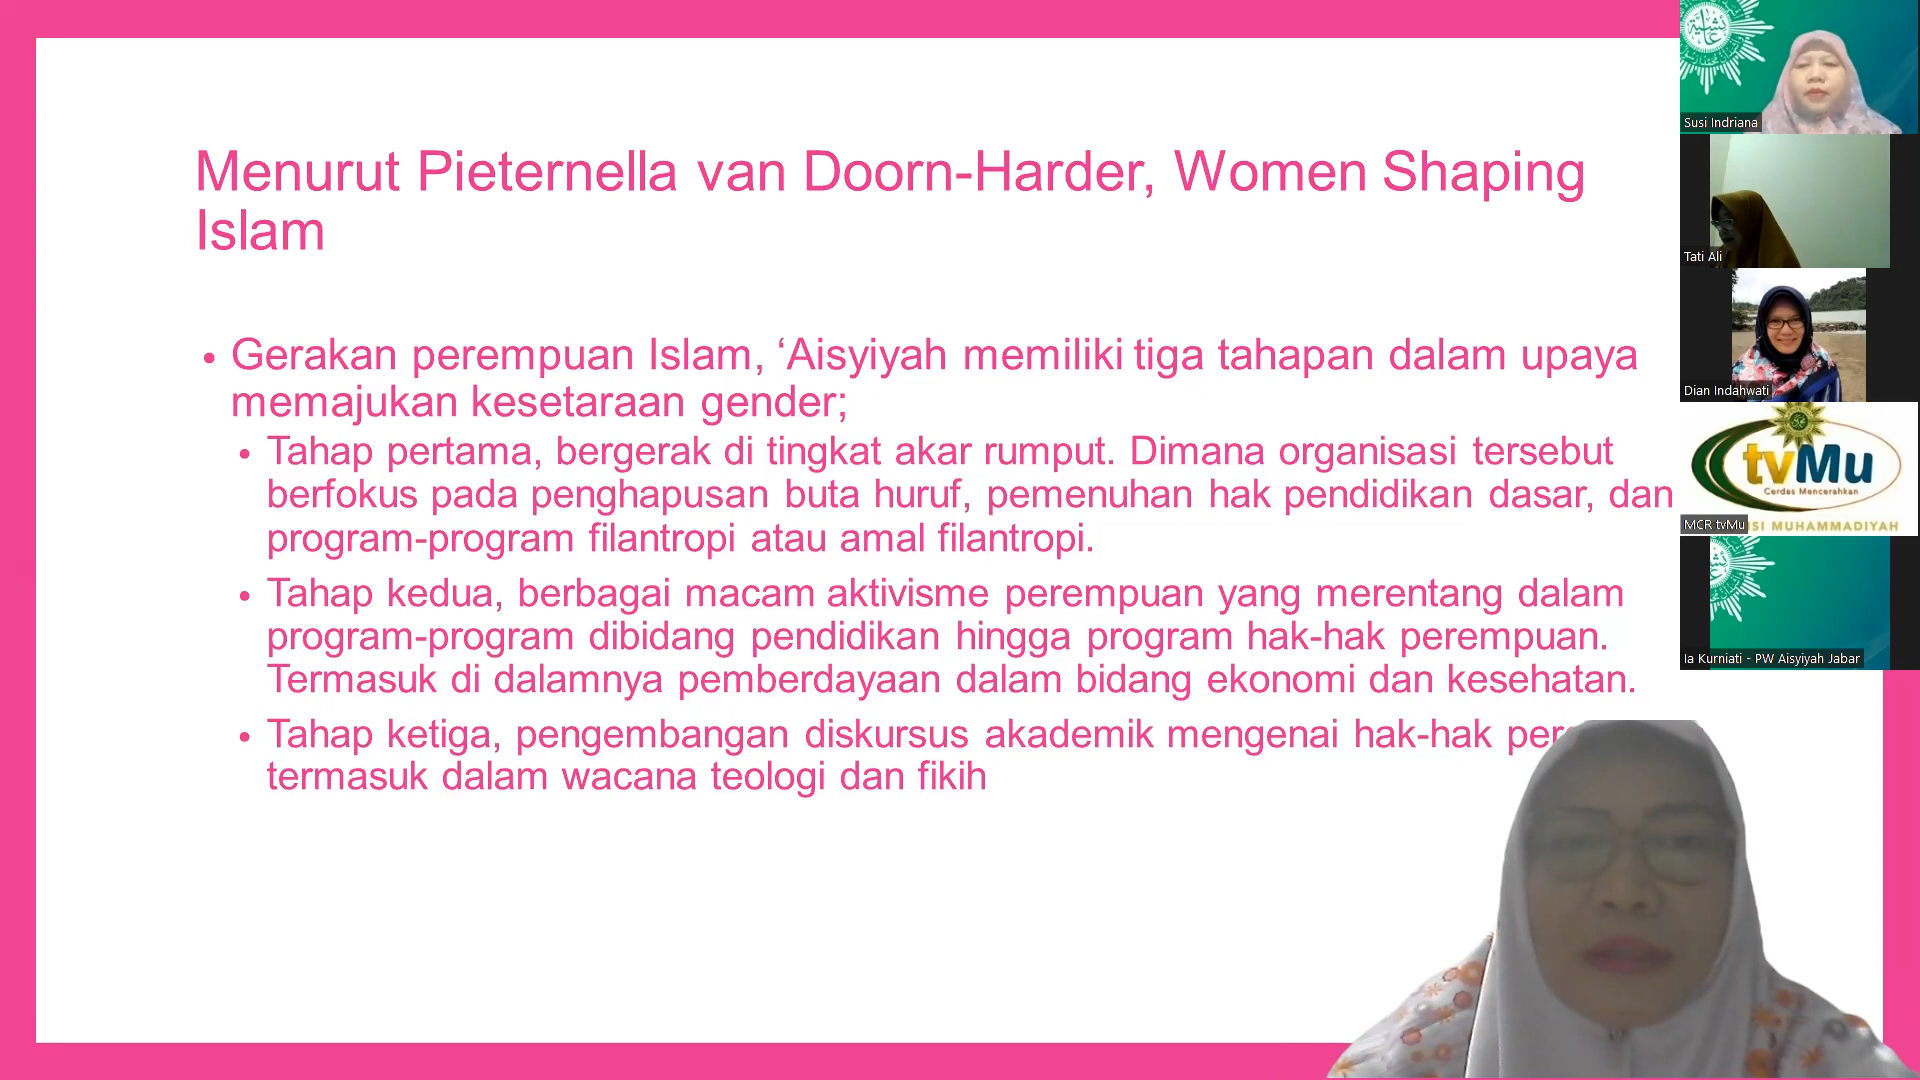 Menurut Pieternella van Doorn-Harder, Women Shaping
Islam
• Gerakan perempuan Islam, ‘Aisyiyah memiliki tiga tahapan dalam upaya
memajukan kesetaraan gender;
• Tahap pertama, bergerak di tingkat akar rumput. Dimana organisasi tersebut
berfokus pada penghapusan buta huruf, pemenuhan hak pendidikan dasar, dan
program-program filantropi atau amal filantropi.
• Tahap kedua, berbagai macam aktivisme perempuan yang merentang dalam
program-program dibidang pendidikan hingga program hak-hak perempuan.
Termasuk di dalamnya pemberdayaan dalam bidang ekonomi dan kesehatan.
• Tahap ketiga, pengembangan diskursus akademik mengenai hak-hak
termasuk dalam wacana teologi dan fikih
Susi Indriana
Tati Ali
Dian Indahwati
tvMu
Cerdas Mencerahkan
MCR tvMu
MUHAMMADIYAH
Ia Kurniati - PW Aisyiyah Jabar